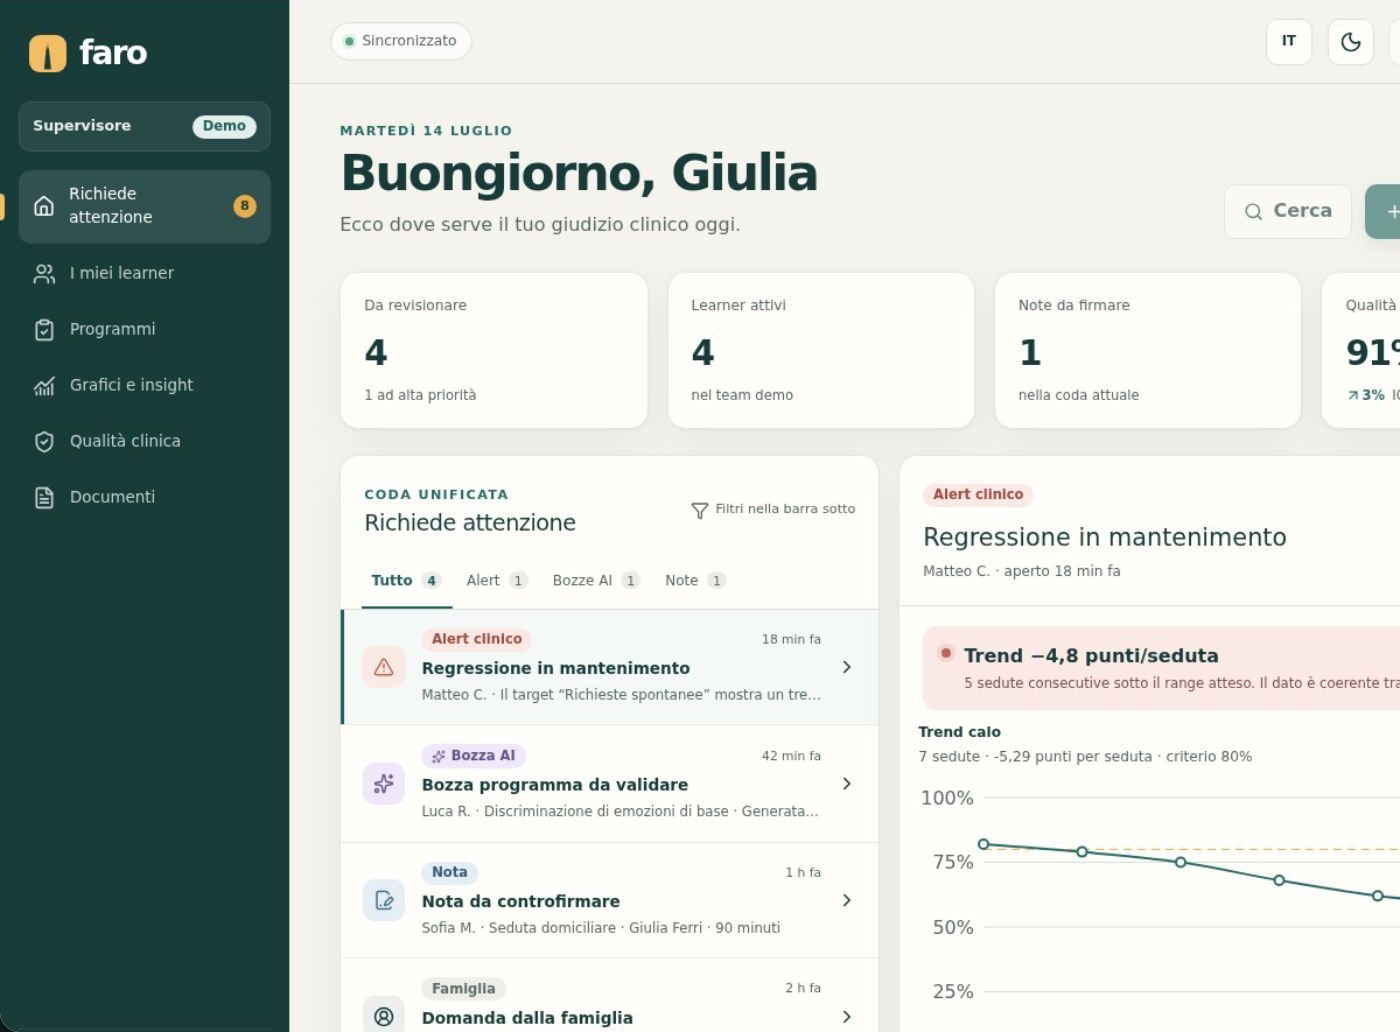 faro
Supervisore Demo
Richiede
attenzione
8
I miei learner
Programmi
Grafici e insight
Qualità clinica
Documenti
Sincronizzato
IT
MARTEDÌ 14 LUGLIO
Buongiorno, Giulia
Ecco dove serve il tuo giudizio clinico oggi.
Cerca
+
Da revisionare
4
1 ad alta priorità
Learner attivi
4
nel team demo
Note da firmare
1
nella coda attuale
Qualità
91%
3%
CODA UNIFICATA
Richiede attenzione
Filtri nella barra sotto
Tutto 4 Alert 1 Bozze AI 1 Note 1
Alert clinico 18 min fa
Regressione in mantenimento
Matteo C. · Il target “Richieste spontanee” mostra un tre…
Bozza AI 42 min fa
Bozza programma da validare
Luca R. · Discriminazione di emozioni di base · Generata…
Nota 1 h fa
Nota da controfirmare
Sofia M. · Seduta domiciliare · Giulia Ferri · 90 minuti
Famiglia 2 h fa
Domanda dalla famiglia
Alert clinico
Regressione in mantenimento
Matteo C. · aperto 18 min fa
Trend −4,8 punti/seduta
5 sedute consecutive sotto il range atteso. Il dato è coerente tra
Trend calo
7 sedute · -5,29 punti per seduta · criterio 80%
100%
75%
50%
25%